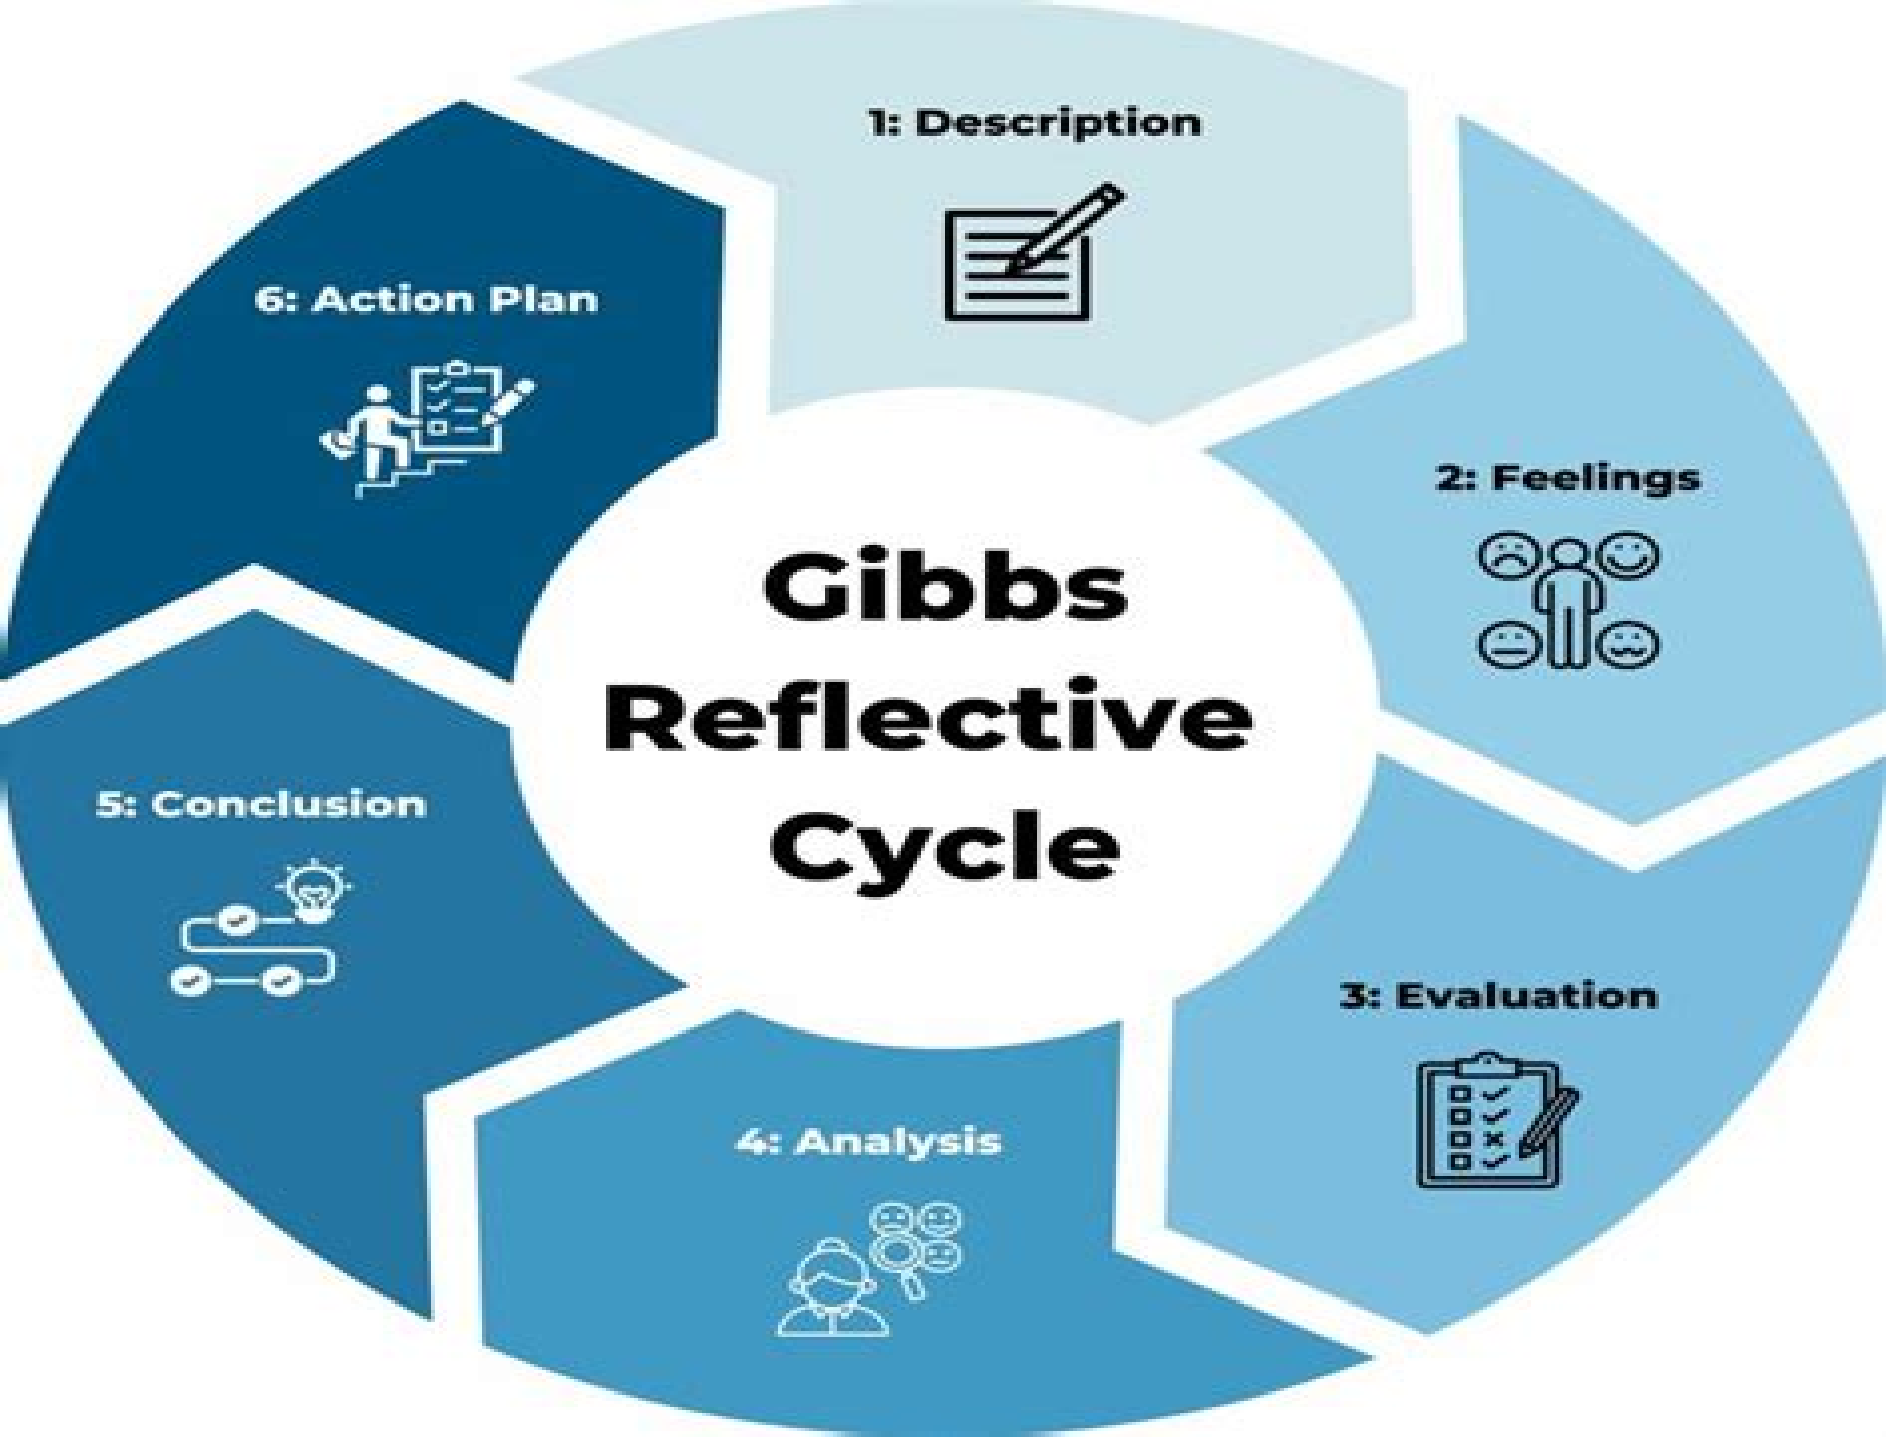 Gibbs
Reflective
Cycle
1: Description
2: Feelings
3: Evaluation
4: Analysis
5: Conclusion
6: Action Plan